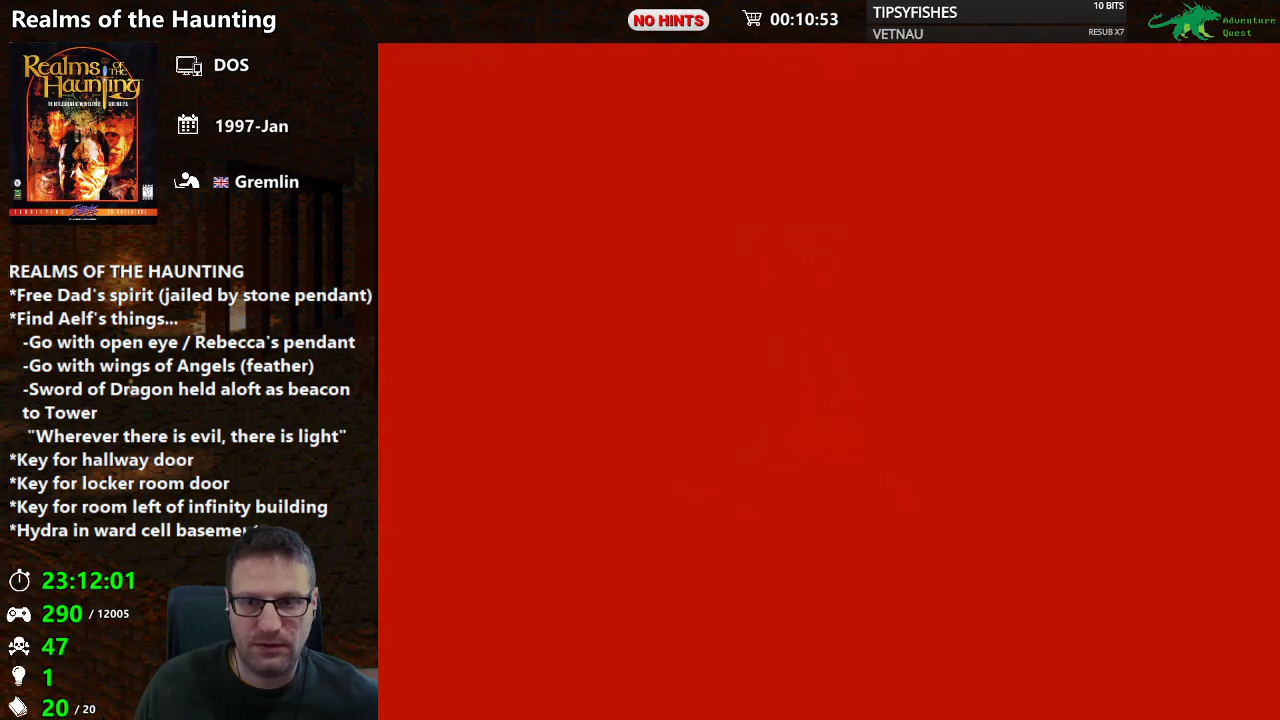 Realms of the Haunting
NO HINTS
00:10:53
TIPSYFISHES
10 BITS
VETNAU
RESUB X7
Adventure
Quest
Realms OF THE
Haunting
DOS
1997-Jan
Gremlin
REALMS OF THE HAUNTING
*Free Dad's spirit (jailed by stone pendant)
*Find Aelf's things...
-Go with open eye / Rebecca's pendant
-Go with wings of Angels (feather)
-Sword of Dragon held aloft as beacon
to Tower
"Wherever there is evil, there is light"
*Key for hallway door
*Key for locker room door
*Key for room left of infinity building
*Hydra in ward cell
23:12:01
290 / 12005
47
1
20 / 20